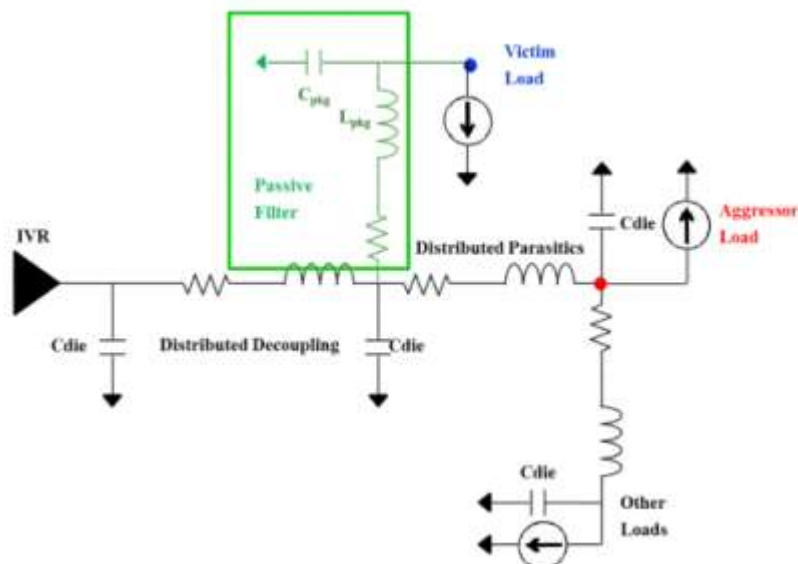 Victim
Load
Cpkg
Lpkg
Passive
Filter
IVR
Distributed Parasitics
Cdie
Aggressor
Load
Cdie
Distributed Decoupling
Cdie
Cdie
Other
Loads